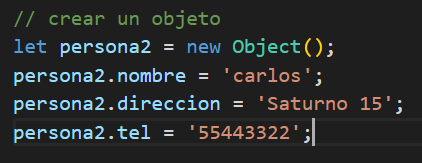 // crear un objeto
let persona2 = new Object();
persona2.nombre = 'carlos';
persona2.direccion = 'Saturno 15';
persona2.tel = '55443322';